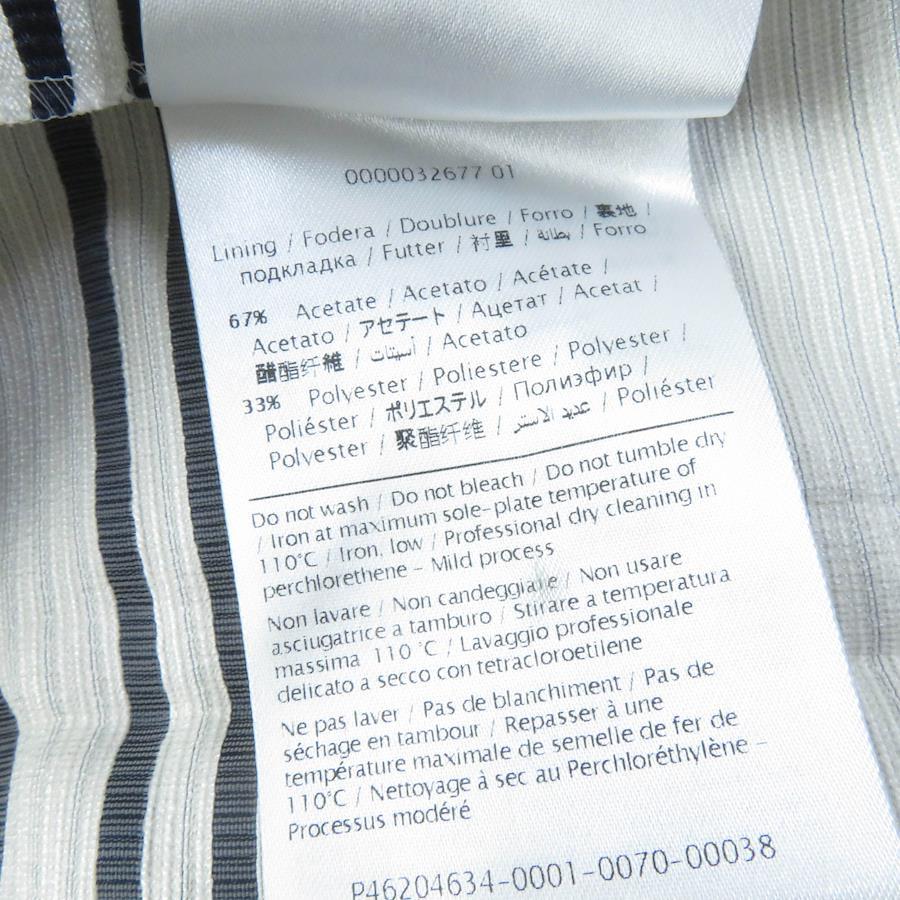 0000032677 01
Lining / Fodera / Doublure / Forro / 裏地 /
подкладка / Futter / 衬里 / بطانة / Forro
67% Acetate / Acetato / Acétate /
Acetato / アセテート / Ацетат / Acetat /
醋酯纤维 / أسيتات / Acetato
33% Polyester / Poliestere / Polyester /
Poliéster / ポリエステル / Полиэфир /
Polyester / 聚酯纤维 / عديد الاستر / Poliéster
Do not wash / Do not bleach / Do not tumble dry
/ Iron at maximum sole-plate temperature of
110°C / Iron, low / Professional dry cleaning in
perchlorethene - Mild process
Non lavare / Non candeggiare / Non usare
asciugatrice a tamburo / Stirare a temperatura
massima 110 °C / Lavaggio professionale
delicato a secco con tetracloroetilene
Ne pas laver / Pas de blanchiment / Pas de
séchage en tambour / Repasser à une
température maximale de semelle de fer de
110°C / Nettoyage à sec au Perchloréthylène -
Processus modéré
P46204634-0001-0070-00038